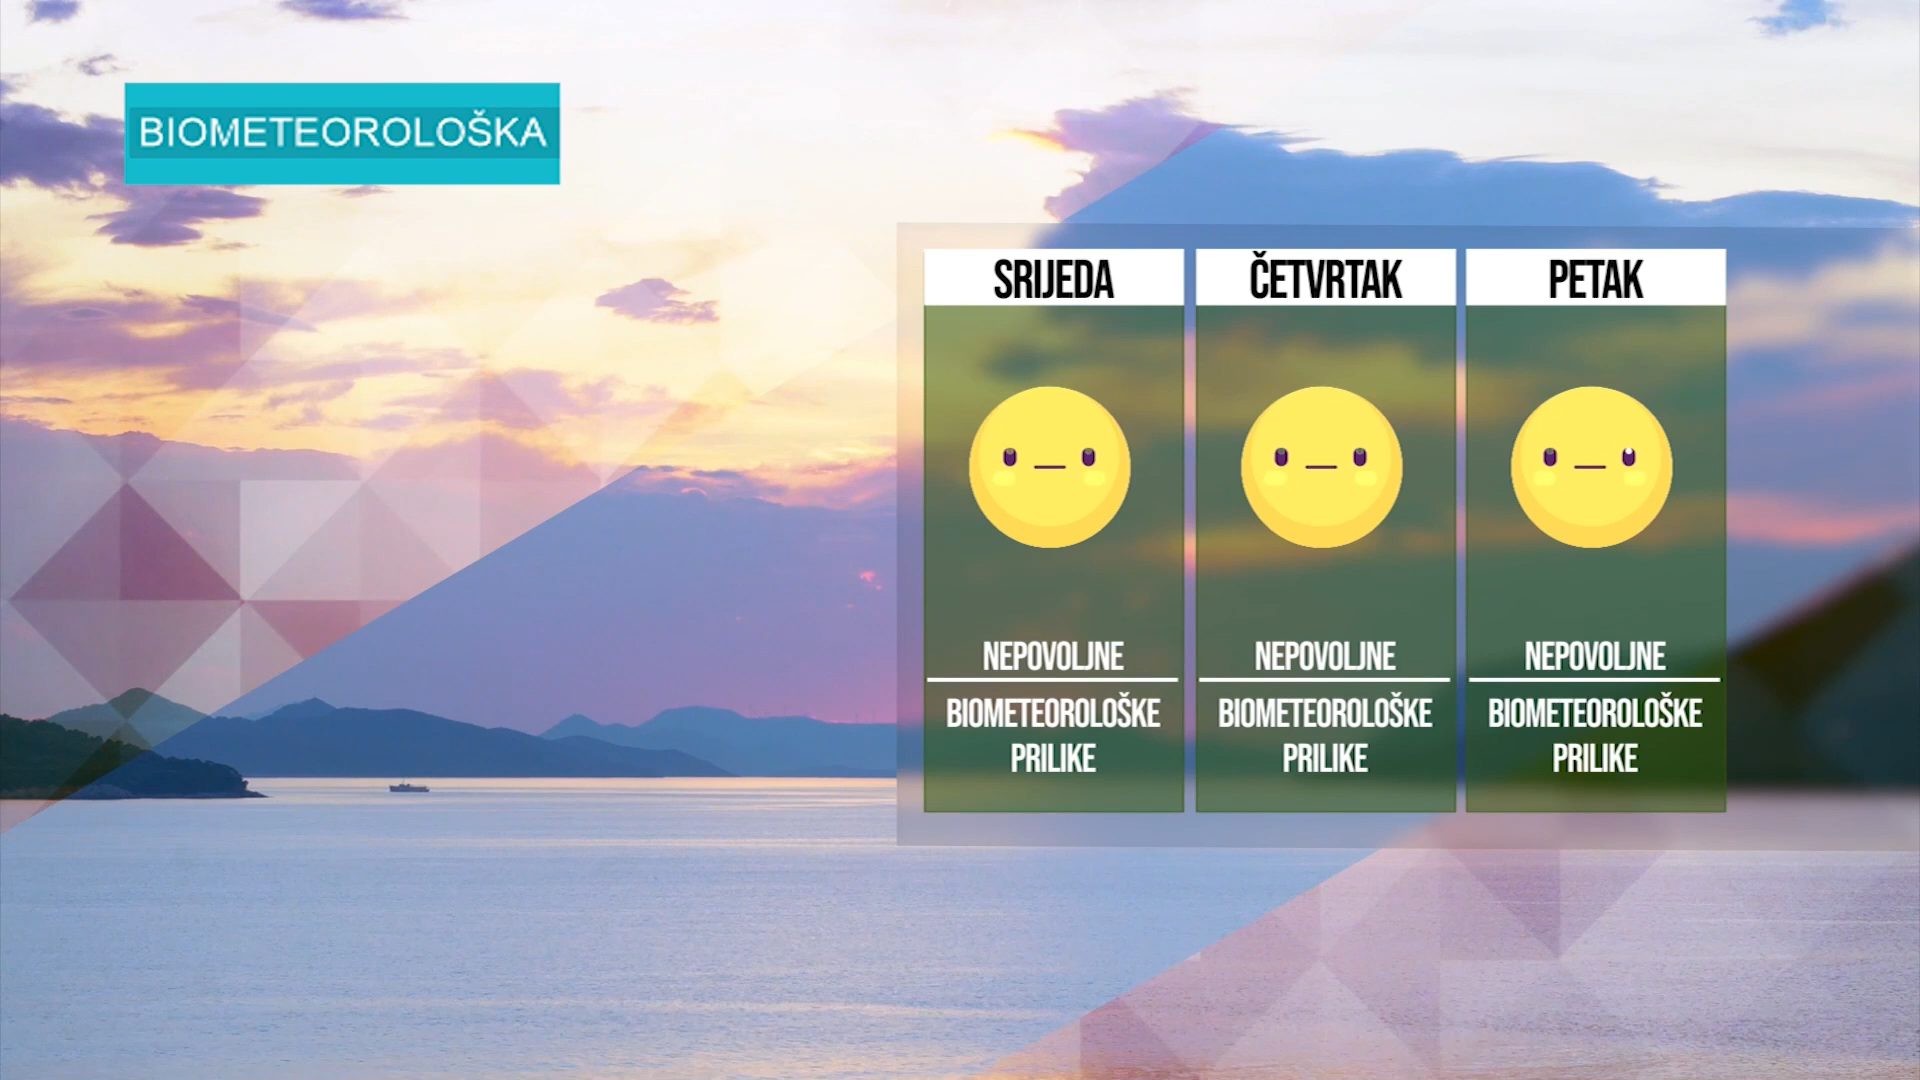 BIOMETEOROLOŠKA
SRIJEDA
NEPOVOLJNE
BIOMETEOROLOŠKE
PRILIKE
ČETVRTAK
NEPOVOLJNE
BIOMETEOROLOŠKE
PRILIKE
PETAK
NEPOVOLJNE
BIOMETEOROLOŠKE
PRILIKE